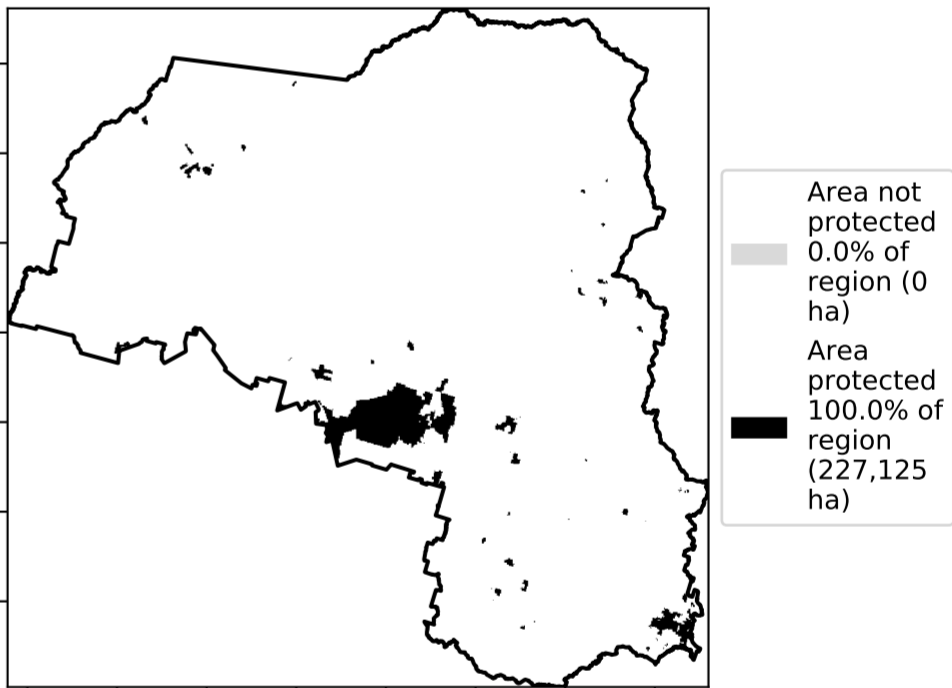 Area not
protected
0.0% of
region (0
ha)
Area
protected
100.0% of
region
(227,125
ha)